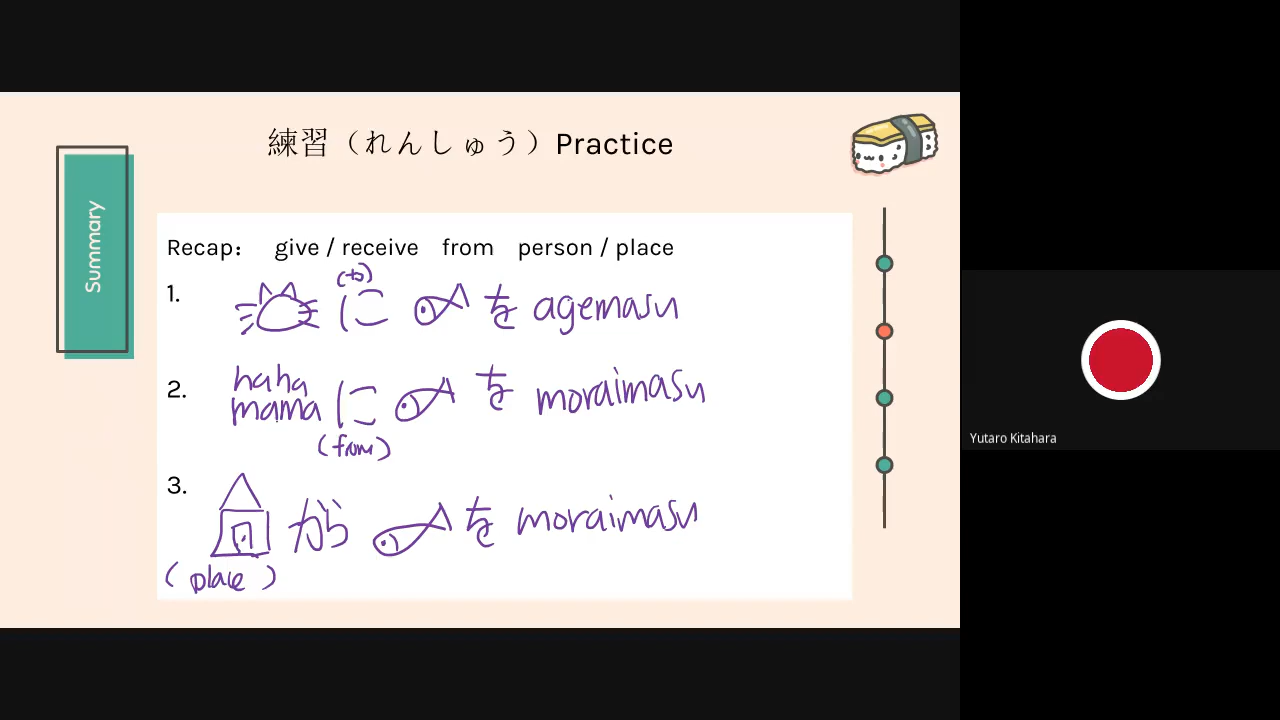 練習（れんしゅう）Practice
Summary
Recap： give / receive from person / place
(to)
1. に を agemasu
haha
2. mama に を moraimasu
(from)
3. から を moraimasu
(place)
Yutaro Kitahara